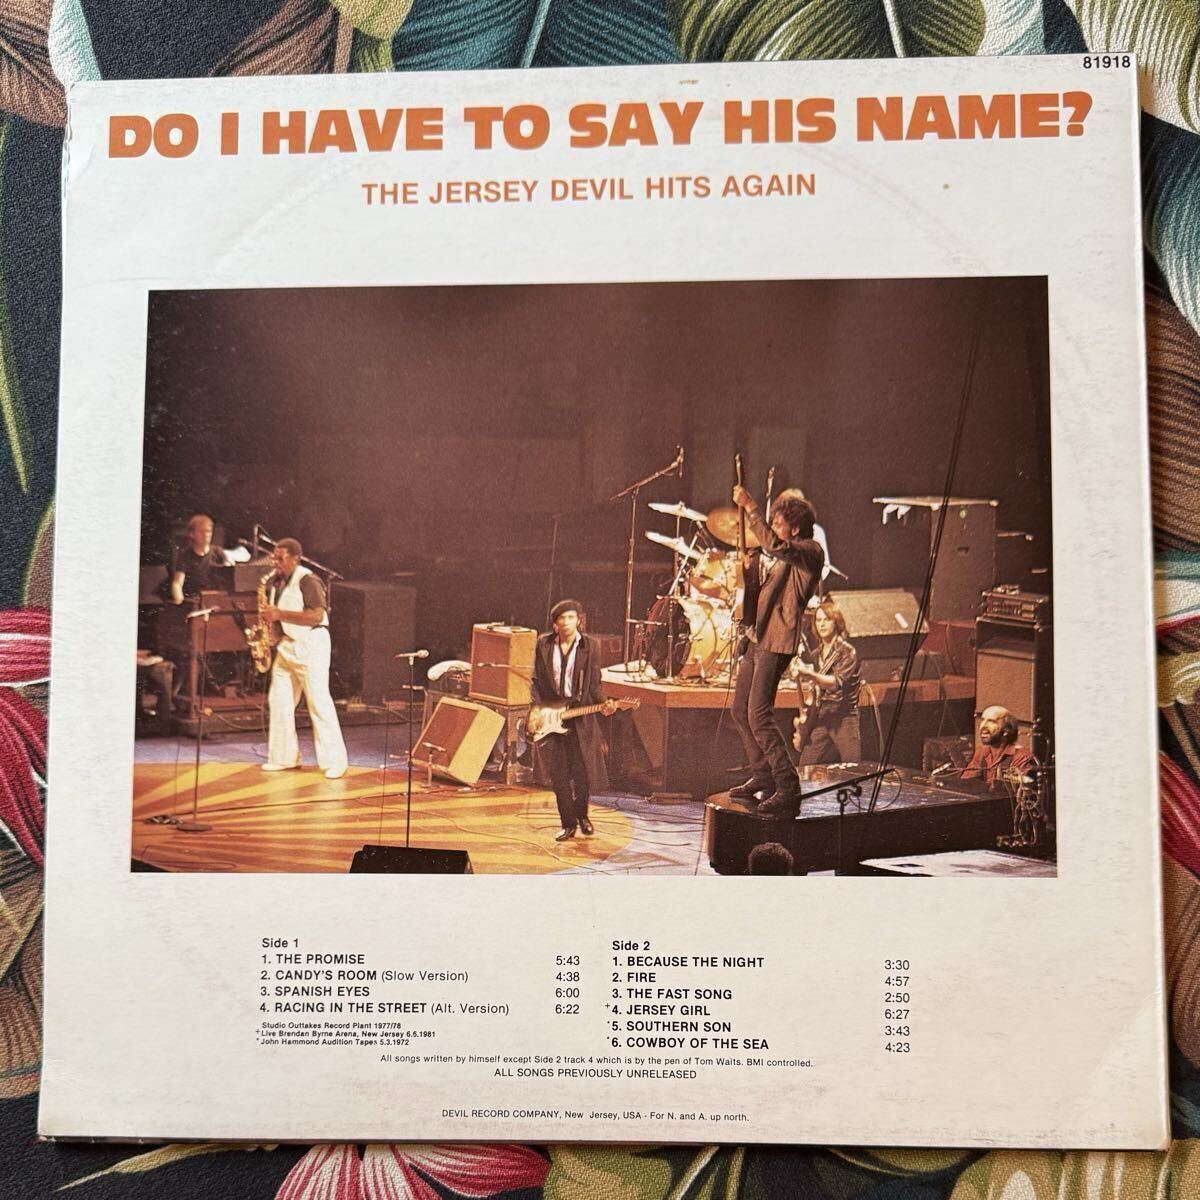 81918
DO I HAVE TO SAY HIS NAME?
THE JERSEY DEVIL HITS AGAIN
Side 1
1. THE PROMISE 5:43
2. CANDY'S ROOM (Slow Version) 4:38
3. SPANISH EYES 6:00
4. RACING IN THE STREET (Alt. Version) 6:22
Studio Outtakes Record Plant 1977/78
+Live Brendan Byrne Arena, New Jersey 6.5.1981
*John Hammond Audition Tapes 5.3.1972
Side 2
1. BECAUSE THE NIGHT 3:30
2. FIRE 4:57
3. THE FAST SONG 2:50
+4. JERSEY GIRL 6:27
*5. SOUTHERN SON 3:43
*6. COWBOY OF THE SEA 4:23
All songs written by himself except Side 2 track 4 which is by the pen of Tom Waits. BMI controlled.
ALL SONGS PREVIOUSLY UNRELEASED
DEVIL RECORD COMPANY, New Jersey, USA - For N. and A. up north.